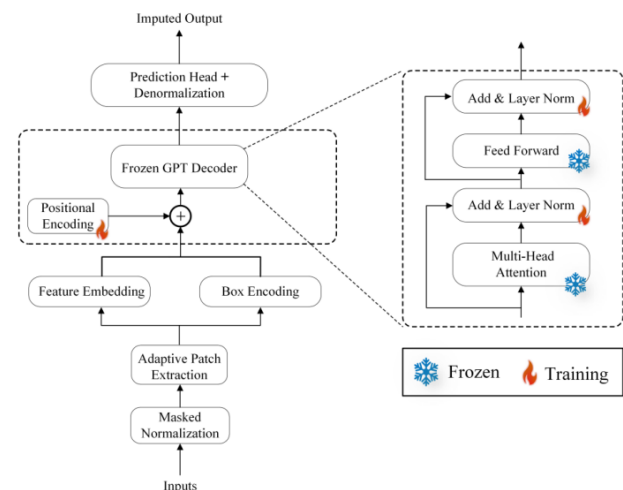 Imputed Output
Prediction Head +
Denormalization
Frozen GPT Decoder
Positional
Encoding
+
Feature Embedding
Box Encoding
Adaptive Patch
Extraction
Masked
Normalization
Inputs
Add & Layer Norm
Feed Forward
Add & Layer Norm
Multi-Head
Attention
Frozen
Training